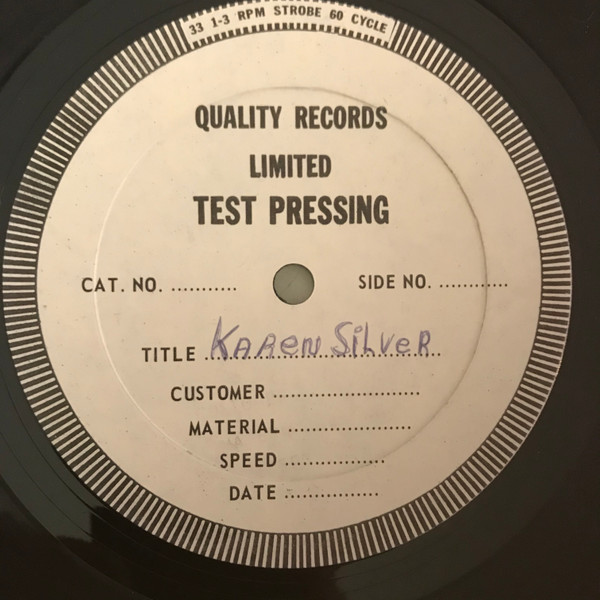 33 1-3 RPM STROBE 60 CYCLE
QUALITY RECORDS
LIMITED
TEST PRESSING
CAT. NO. ........... SIDE NO. ...........
TITLE Karen Silver
CUSTOMER .......................
MATERIAL ...................
SPEED ................
DATE ...............